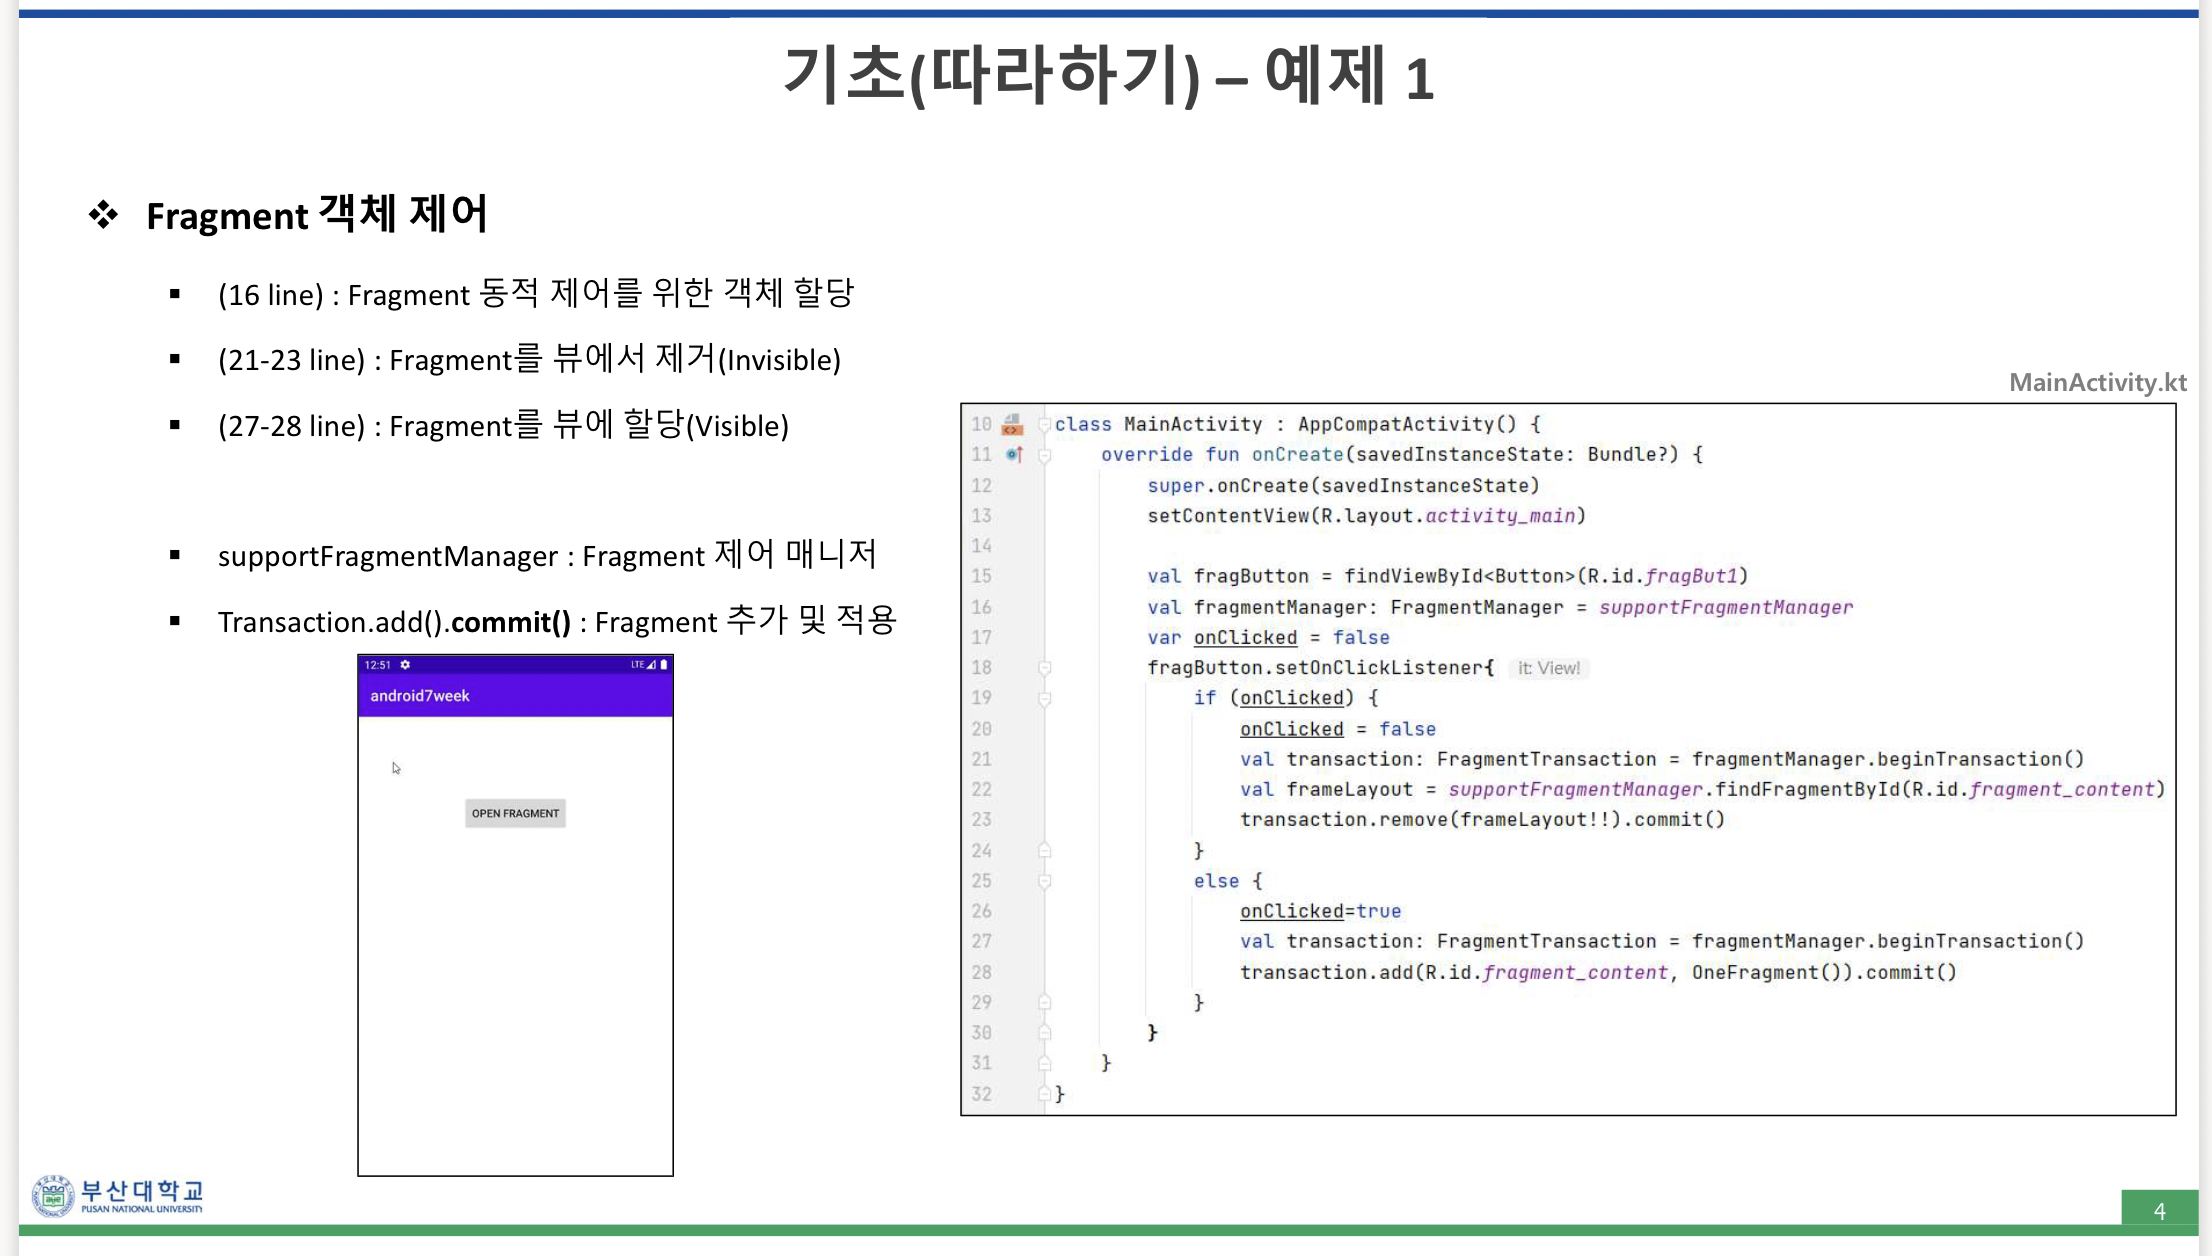 기초(따라하기) – 예제 1
❖ Fragment 객체 제어
▪ (16 line) : Fragment 동적 제어를 위한 객체 할당
▪ (21-23 line) : Fragment를 뷰에서 제거(Invisible)
▪ (27-28 line) : Fragment를 뷰에 할당(Visible)
▪ supportFragmentManager : Fragment 제어 매니저
▪ Transaction.add().commit() : Fragment 추가 및 적용
12:51 LTE
android7week
OPEN FRAGMENT
MainActivity.kt
10 class MainActivity : AppCompatActivity() {
11 override fun onCreate(savedInstanceState: Bundle?) {
12 super.onCreate(savedInstanceState)
13 setContentView(R.layout.activity_main)
14
15 val fragButton = findViewById<Button>(R.id.fragBut1)
16 val fragmentManager: FragmentManager = supportFragmentManager
17 var onClicked = false
18 fragButton.setOnClickListener{ it: View!
19 if (onClicked) {
20 onClicked = false
21 val transaction: FragmentTransaction = fragmentManager.beginTransaction()
22 val frameLayout = supportFragmentManager.findFragmentById(R.id.fragment_content)
23 transaction.remove(frameLayout!!).commit()
24 }
25 else {
26 onClicked=true
27 val transaction: FragmentTransaction = fragmentManager.beginTransaction()
28 transaction.add(R.id.fragment_content, OneFragment()).commit()
29 }
30 }
31 }
32 }
부산대학교
PUSAN NATIONAL UNIVERSITY
4